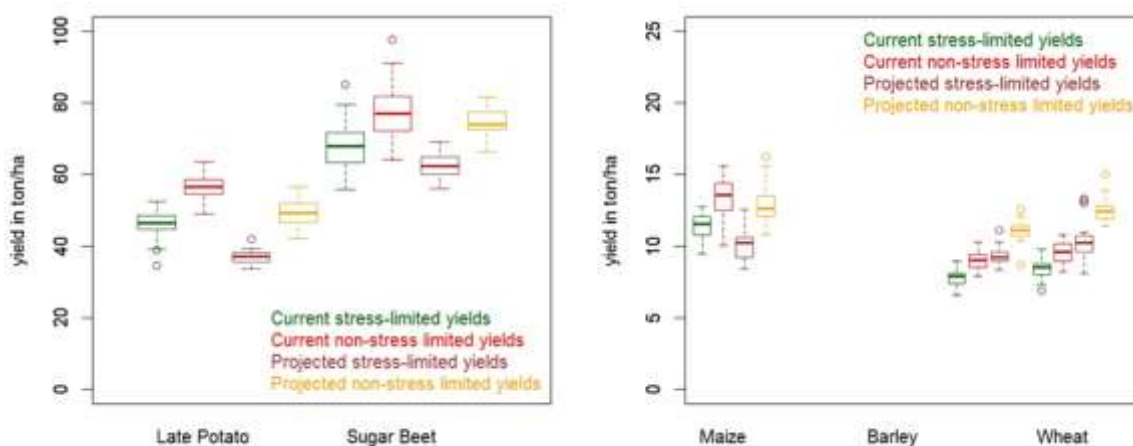 yield in ton/ha
100
80
60
40
20
0
Current stress-limited yields
Current non-stress limited yields
Projected stress-limited yields
Projected non-stress limited yields
Late Potato
Sugar Beet
yield in ton/ha
25
20
15
10
5
0
Current stress-limited yields
Current non-stress limited yields
Projected stress-limited yields
Projected non-stress limited yields
Maize
Barley
Wheat